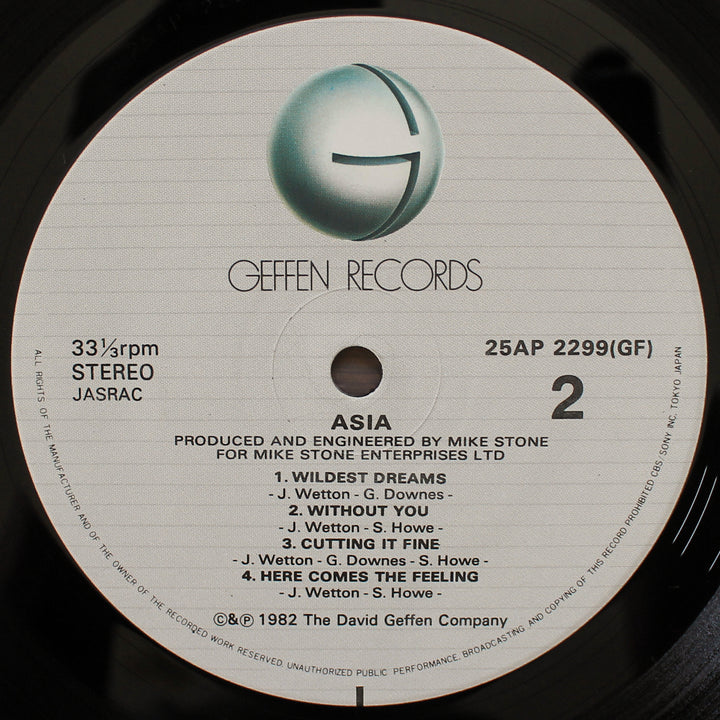 GEFFEN RECORDS
33 1/3rpm
STEREO
JASRAC
25AP 2299(GF)
2
ASIA
PRODUCED AND ENGINEERED BY MIKE STONE
FOR MIKE STONE ENTERPRISES LTD
1. WILDEST DREAMS
- J. Wetton - G. Downes -
2. WITHOUT YOU
- J. Wetton - S. Howe -
3. CUTTING IT FINE
- J. Wetton - G. Downes - S. Howe -
4. HERE COMES THE FEELING
- J. Wetton - S. Howe -
©&℗ 1982 The David Geffen Company
ALL RIGHTS OF THE MANUFACTURER AND OF THE OWNER OF THE RECORDED WORK RESERVED. UNAUTHORIZED PUBLIC PERFORMANCE, BROADCASTING AND COPYING OF THIS RECORD PROHIBITED CBS/SONY INC. TOKYO JAPAN